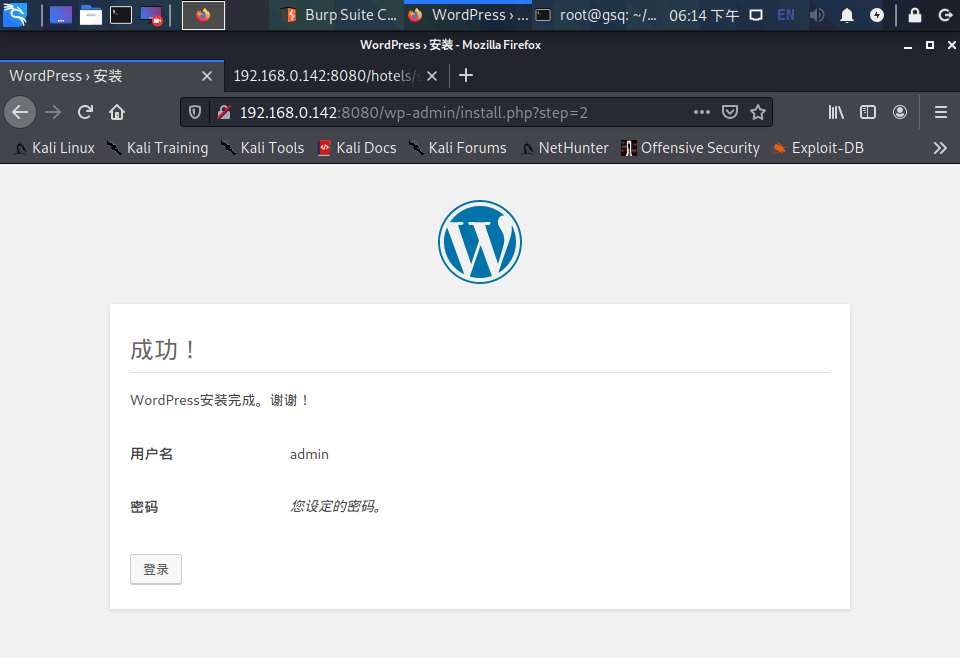 Burp Suite C...
WordPress › ...
root@gsq: ~/...
06:14 下午
EN
WordPress › 安装 - Mozilla Firefox
WordPress › 安装
192.168.0.142:8080/hotels/
192.168.0.142:8080/wp-admin/install.php?step=2
Kali Linux
Kali Training
Kali Tools
Kali Docs
Kali Forums
NetHunter
Offensive Security
Exploit-DB
成功！
WordPress安装完成。谢谢！
用户名 admin
密码 您设定的密码。
登录